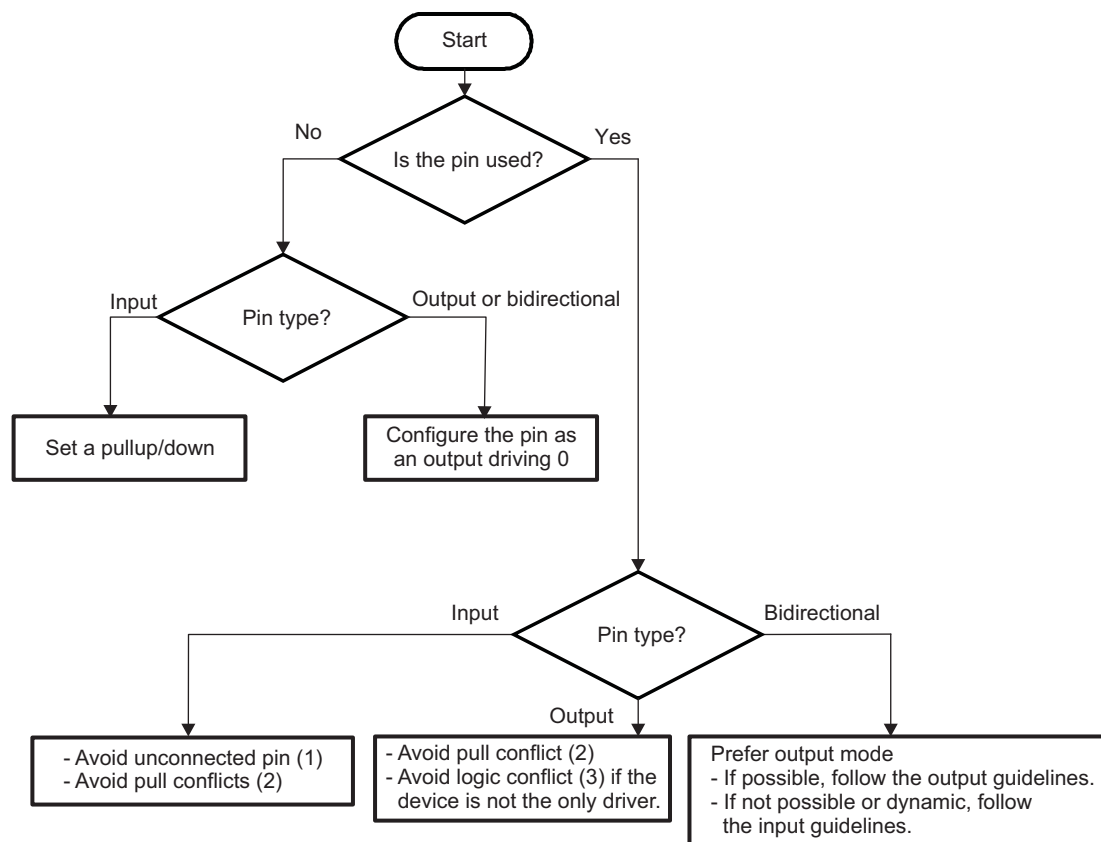 Start
Is the pin used?
No
Yes
Pin type?
Input
Output or bidirectional
Set a pullup/down
Configure the pin as
an output driving 0
Pin type?
Input
Bidirectional
Output
- Avoid unconnected pin (1)
- Avoid pull conflicts (2)
- Avoid pull conflict (2)
- Avoid logic conflict (3) if the
device is not the only driver.
Prefer output mode
- If possible, follow the output guidelines.
- If not possible or dynamic, follow
the input guidelines.